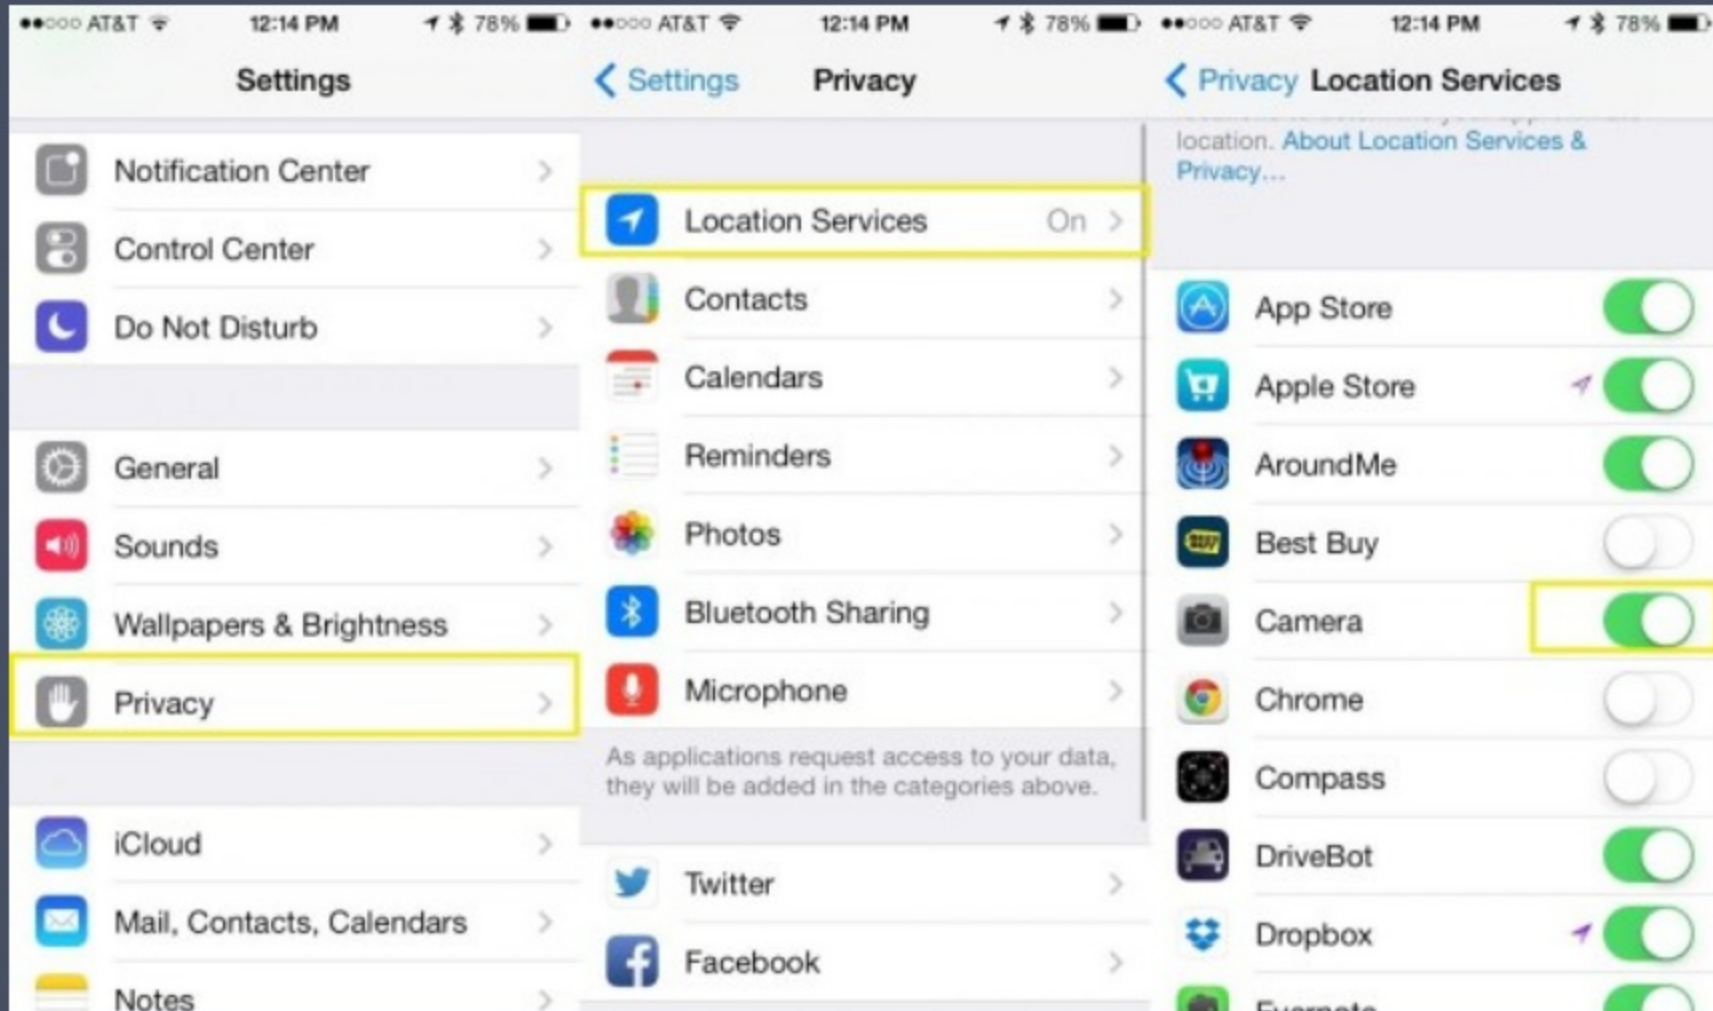 AT&T 12:14 PM 78%
Settings
Notification Center
Control Center
Do Not Disturb
General
Sounds
Wallpapers & Brightness
Privacy
iCloud
Mail, Contacts, Calendars
Notes
AT&T 12:14 PM 78%
Settings Privacy
Location Services On
Contacts
Calendars
Reminders
Photos
Bluetooth Sharing
Microphone
As applications request access to your data,
they will be added in the categories above.
Twitter
Facebook
AT&T 12:14 PM 78%
Privacy Location Services
location. About Location Services &
Privacy...
App Store
Apple Store
AroundMe
Best Buy
Camera
Chrome
Compass
DriveBot
Dropbox
Evernote